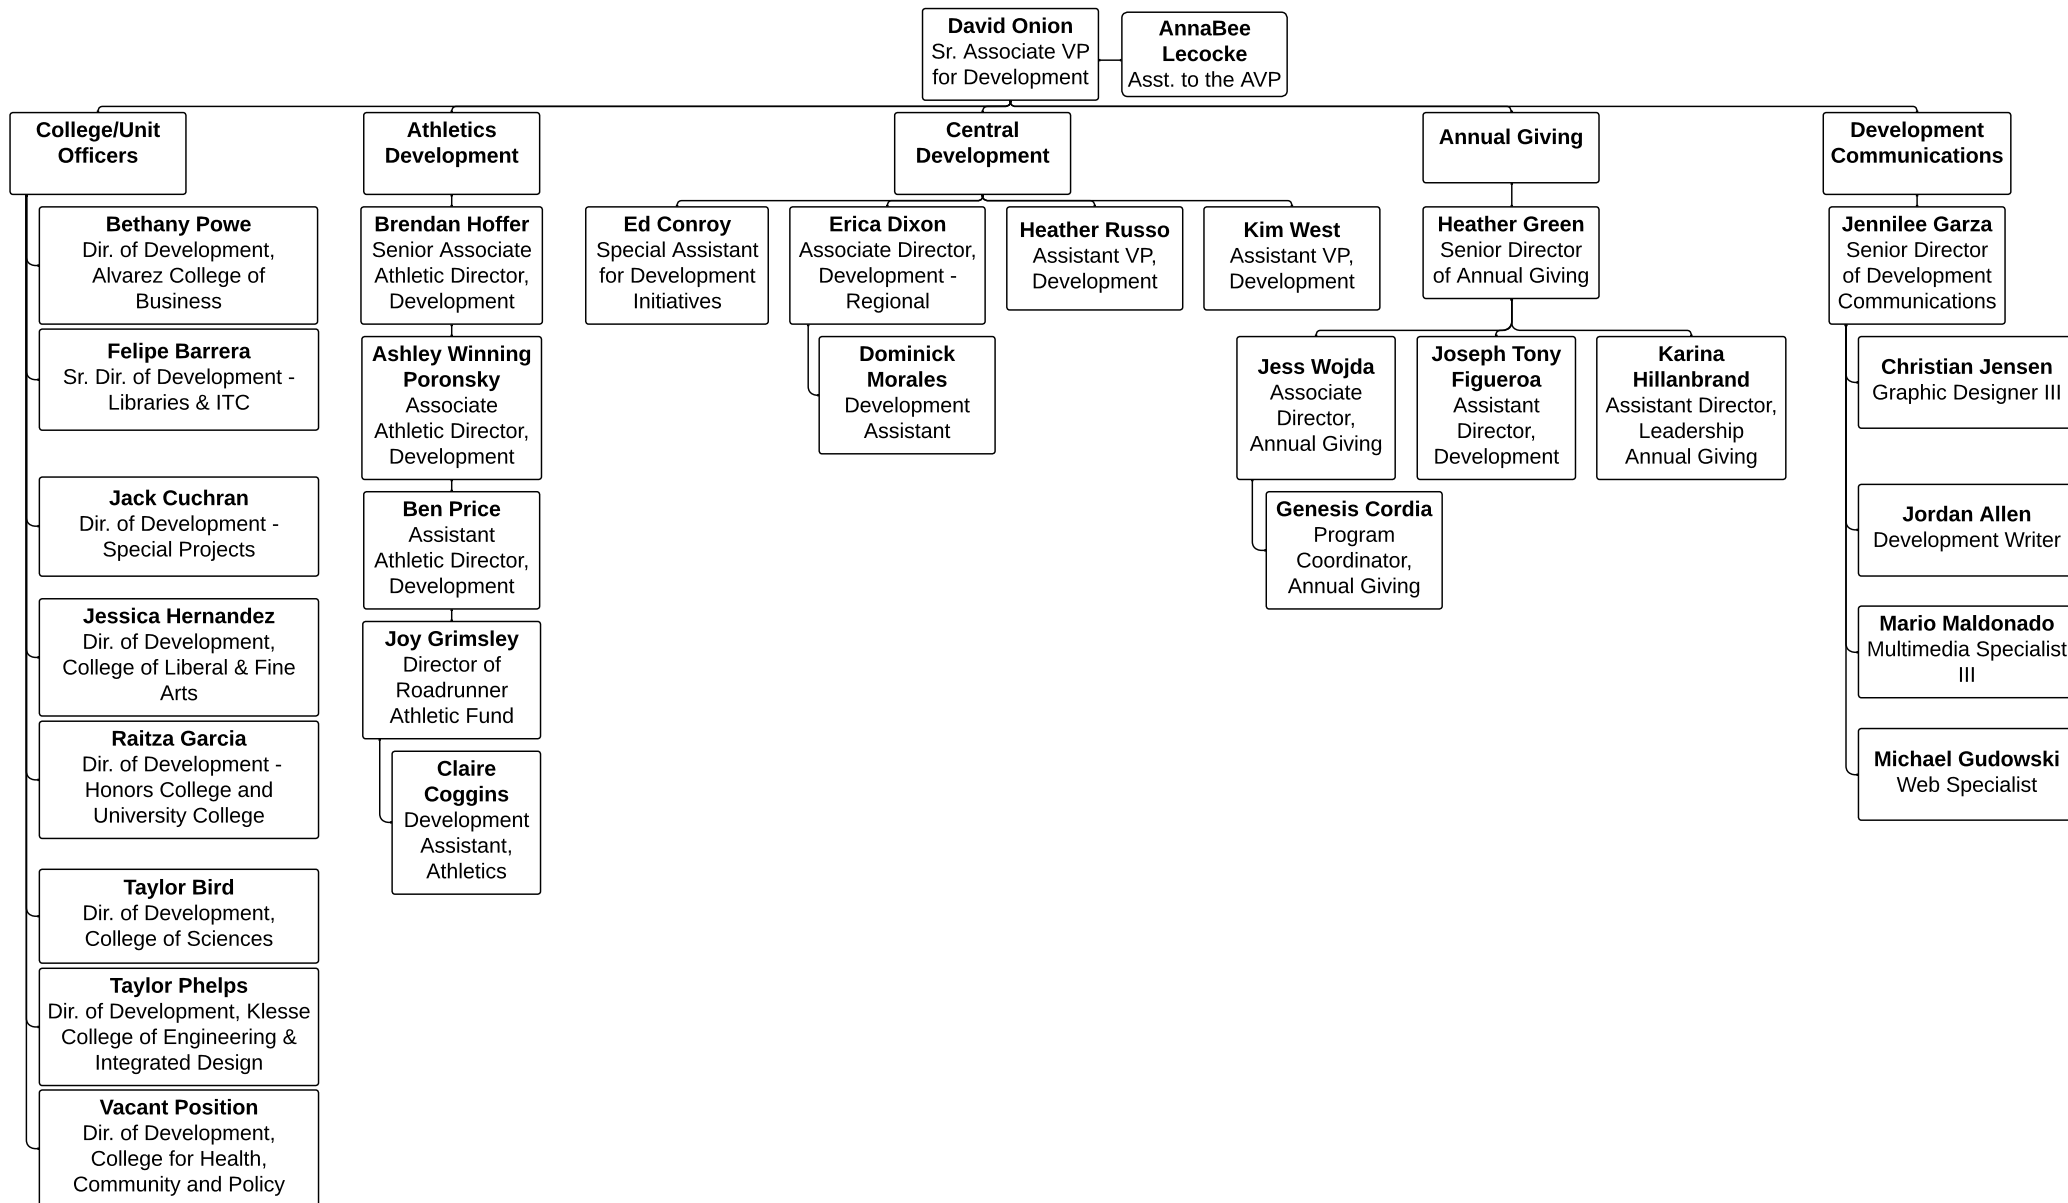 David Onion
Sr. Associate VP
for Development
AnnaBee
Lecocke
Asst. to the AVP
College/Unit
Officers
Bethany Powe
Dir. of Development,
Alvarez College of
Business
Felipe Barrera
Sr. Dir. of Development -
Libraries & ITC
Jack Cuchran
Dir. of Development -
Special Projects
Jessica Hernandez
Dir. of Development,
College of Liberal & Fine
Arts
Raitza Garcia
Dir. of Development -
Honors College and
University College
Taylor Bird
Dir. of Development,
College of Sciences
Taylor Phelps
Dir. of Development, Klesse
College of Engineering &
Integrated Design
Vacant Position
Dir. of Development,
College for Health,
Community and Policy
Athletics
Development
Brendan Hoffer
Senior Associate
Athletic Director,
Development
Ashley Winning
Poronsky
Associate
Athletic Director,
Development
Ben Price
Assistant
Athletic Director,
Development
Joy Grimsley
Director of
Roadrunner
Athletic Fund
Claire
Coggins
Development
Assistant,
Athletics
Central
Development
Ed Conroy
Special Assistant
for Development
Initiatives
Erica Dixon
Associate Director,
Development -
Regional
Dominick
Morales
Development
Assistant
Heather Russo
Assistant VP,
Development
Kim West
Assistant VP,
Development
Annual Giving
Heather Green
Senior Director
of Annual Giving
Jess Wojda
Associate
Director,
Annual Giving
Genesis Cordia
Program
Coordinator,
Annual Giving
Joseph Tony
Figueroa
Assistant
Director,
Development
Karina
Hillanbrand
Assistant Director,
Leadership
Annual Giving
Development
Communications
Jennilee Garza
Senior Director
of Development
Communications
Christian Jensen
Graphic Designer III
Jordan Allen
Development Writer
Mario Maldonado
Multimedia Specialist
III
Michael Gudowski
Web Specialist